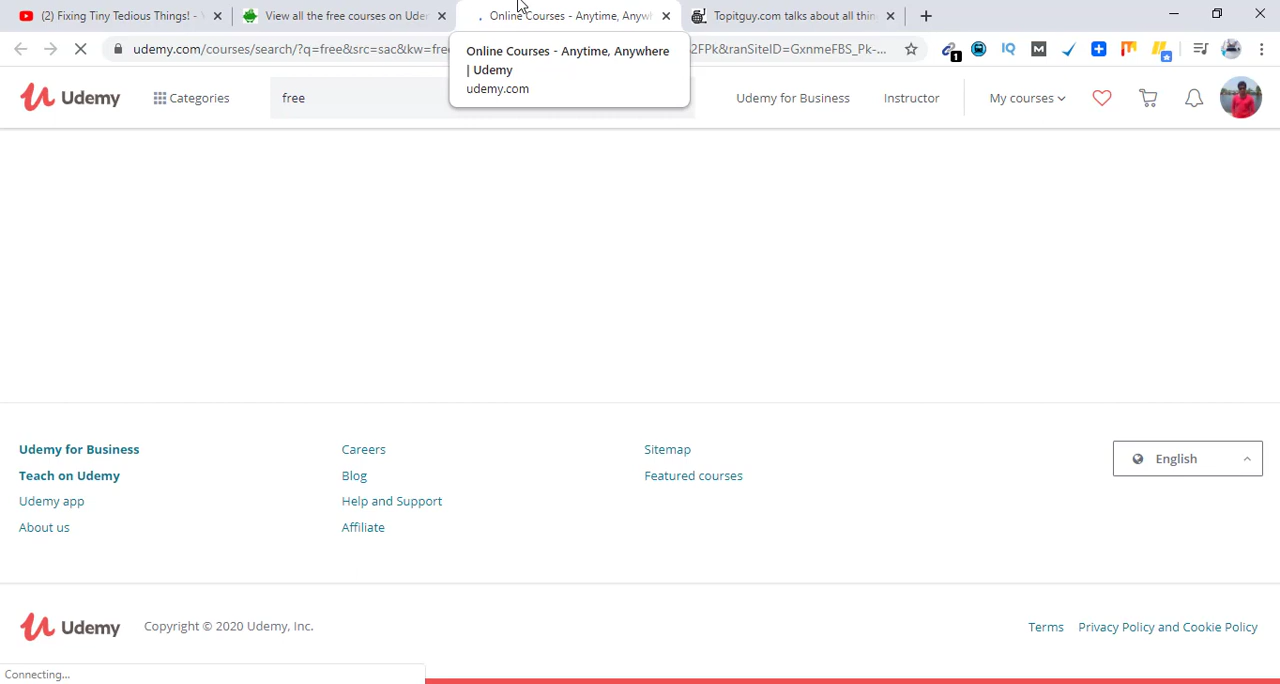 (2) Fixing Tiny Tedious Things! -
View all the free courses on Uden
Online Courses - Anytime, Anyw
Topitguy.com talks about all thin
udemy.com/courses/search/?q=free&src=sac&kw=fre
2FPk&ranSiteID=GxnmeFBS_Pk-...
1
IQ
M
Online Courses - Anytime, Anywhere
| Udemy
udemy.com
Udemy
Categories
free
Udemy for Business
Instructor
My courses
Udemy for Business
Careers
Sitemap
English
Teach on Udemy
Blog
Featured courses
Udemy app
Help and Support
About us
Affiliate
Udemy
Copyright © 2020 Udemy, Inc.
Terms
Privacy Policy and Cookie Policy
Connecting...